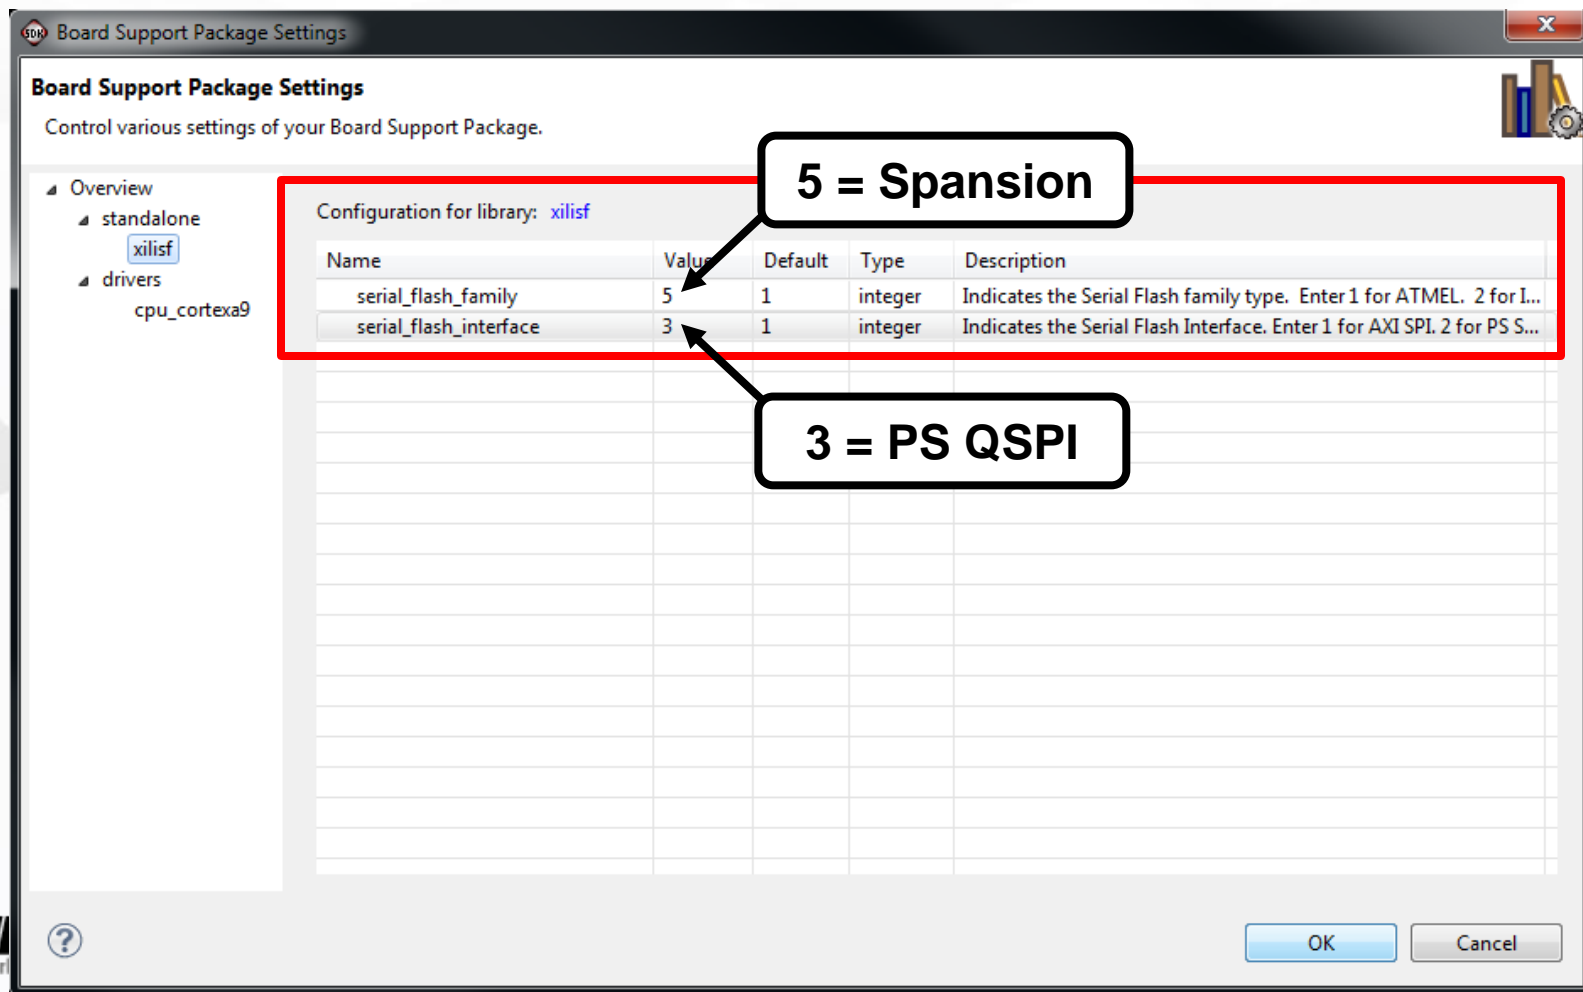 Board Support Package Settings
Board Support Package Settings
Control various settings of your Board Support Package.
5 = Spansion
Overview
standalone
xilisf
drivers
cpu_cortexa9
Configuration for library: xilisf
Name Value Default Type Description
serial_flash_family 5 1 integer Indicates the Serial Flash family type. Enter 1 for ATMEL. 2 for I...
serial_flash_interface 3 1 integer Indicates the Serial Flash Interface. Enter 1 for AXI SPI. 2 for PS S...
3 = PS QSPI
OK Cancel